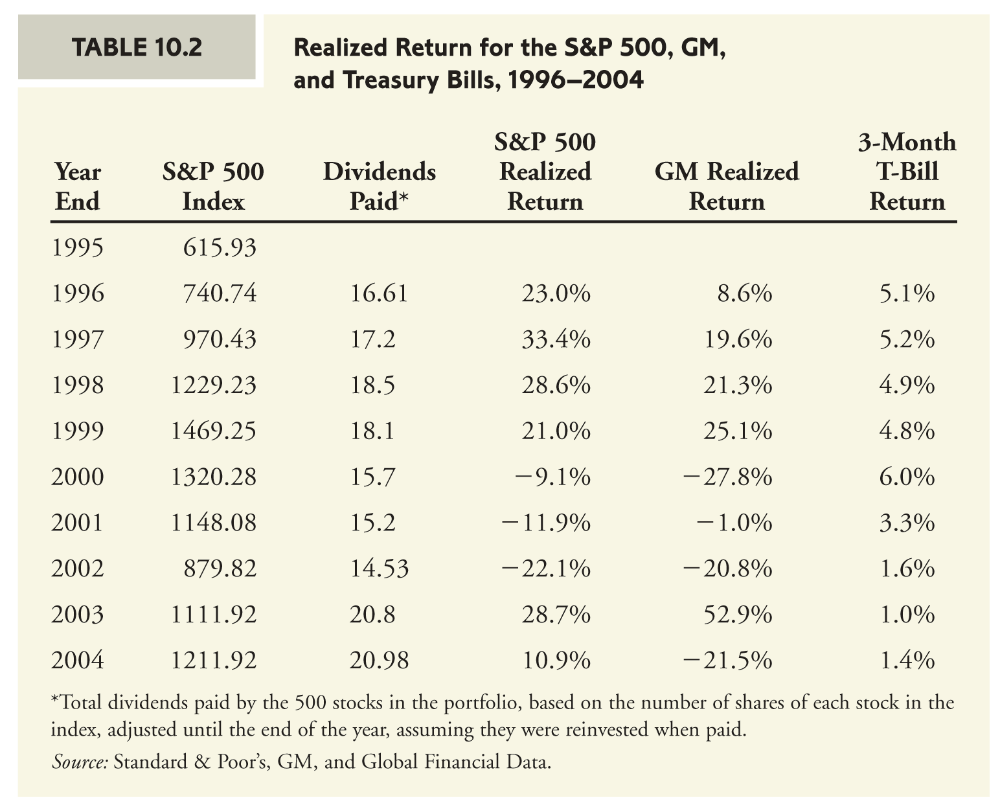 TABLE 10.2
Realized Return for the S&P 500, GM,
and Treasury Bills, 1996–2004
S&P 500 3-Month
Year S&P 500 Dividends Realized GM Realized T-Bill
End Index Paid* Return Return Return
1995 615.93
1996 740.74 16.61 23.0% 8.6% 5.1%
1997 970.43 17.2 33.4% 19.6% 5.2%
1998 1229.23 18.5 28.6% 21.3% 4.9%
1999 1469.25 18.1 21.0% 25.1% 4.8%
2000 1320.28 15.7 −9.1% −27.8% 6.0%
2001 1148.08 15.2 −11.9% −1.0% 3.3%
2002 879.82 14.53 −22.1% −20.8% 1.6%
2003 1111.92 20.8 28.7% 52.9% 1.0%
2004 1211.92 20.98 10.9% −21.5% 1.4%
*Total dividends paid by the 500 stocks in the portfolio, based on the number of shares of each stock in the
index, adjusted until the end of the year, assuming they were reinvested when paid.
Source: Standard & Poor’s, GM, and Global Financial Data.